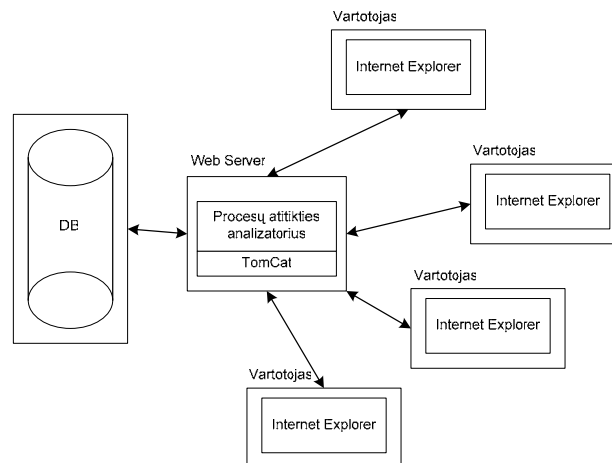 Vartotojas
Internet Explorer
Web Server
Vartotojas
Internet Explorer
DB
Procesų atitikties
analizatorius
TomCat
Vartotojas
Internet Explorer
Vartotojas
Internet Explorer